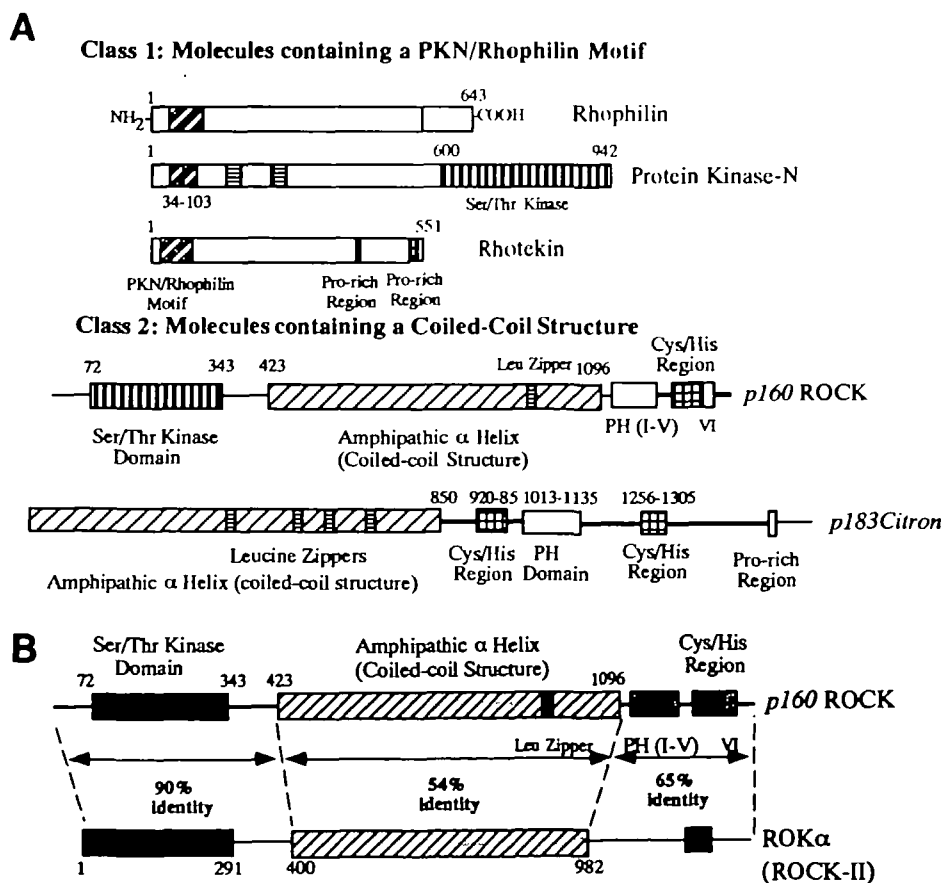 A
Class 1: Molecules containing a PKN/Rhophilin Motif
1 643
NH2 COOH Rhophilin
1 600 942
Protein Kinase-N
34-103 Ser/Thr Kinase
1 551
Rhotekin
PKN/Rhophilin Motif
Pro-rich Region
Pro-rich Region
Class 2: Molecules containing a Coiled-Coil Structure
72 343 423 Leu Zipper 1096 Cys/His Region
p160 ROCK
Ser/Thr Kinase Domain
Amphipathic α Helix
(Coiled-coil Structure)
PH (I-V) VI
850 920-85 1013-1135 1256-1305
p183Citron
Leucine Zippers
Amphipathic α Helix (coiled-coil structure)
Cys/His Region
PH Domain
Cys/His Region
Pro-rich Region
B
Ser/Thr Kinase Domain
Amphipathic α Helix
(Coiled-coil Structure)
Cys/His Region
72 343 423 1096
p160 ROCK
Leu Zipper PH (I-V) VI
90% identity
54% identity
65% identity
ROKα
(ROCK-II)
1 291 400 982